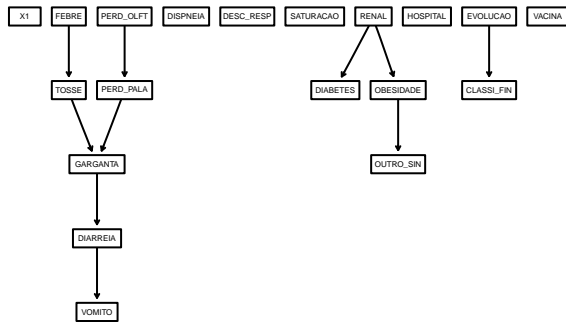 X1 FEBRE PERD_OLFT DISPNEIA DESC_RESP SATURACAO RENAL HOSPITAL EVOLUCAO VACINA
TOSSE PERD_PALA DIABETES OBESIDADE CLASSI_FIN
GARGANTA OUTRO_SIN
DIARREIA
VOMITO